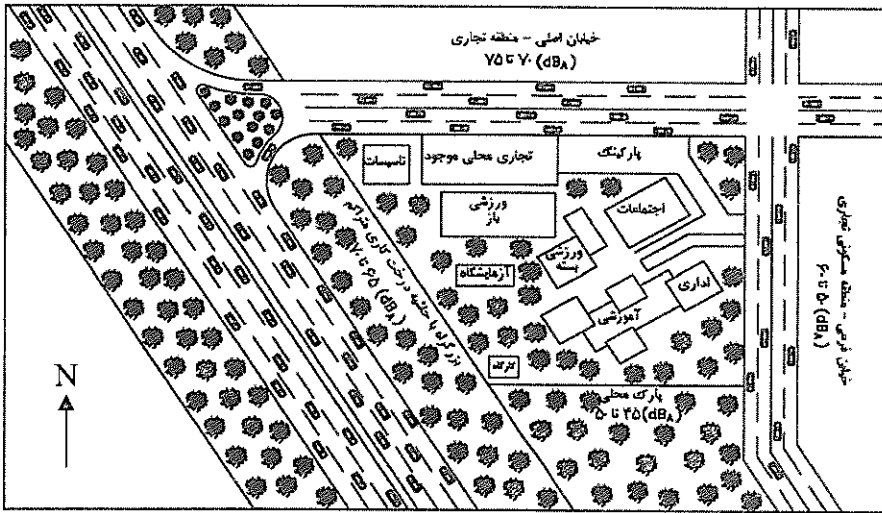 خیابان اصلی - منطقه تجاری
۷۰ تا ۷۵ (dBA)
تاسیسات
تجاری محلی موجود
پارکینگ
ورزشی
باز
اجتماعات
ورزشی
بسته
آزمایشگاه
اداری
آموزشی
کارگاه
پارک محلی
۴۵ تا ۵۰ (dBA)
بزرگراه با حاشیه درخت کاری متراکم
۶۵ تا ۷۰ (dBA)
خیابان فرعی - منطقه مسکونی تجاری
۵۰ تا ۶۰ (dBA)
N